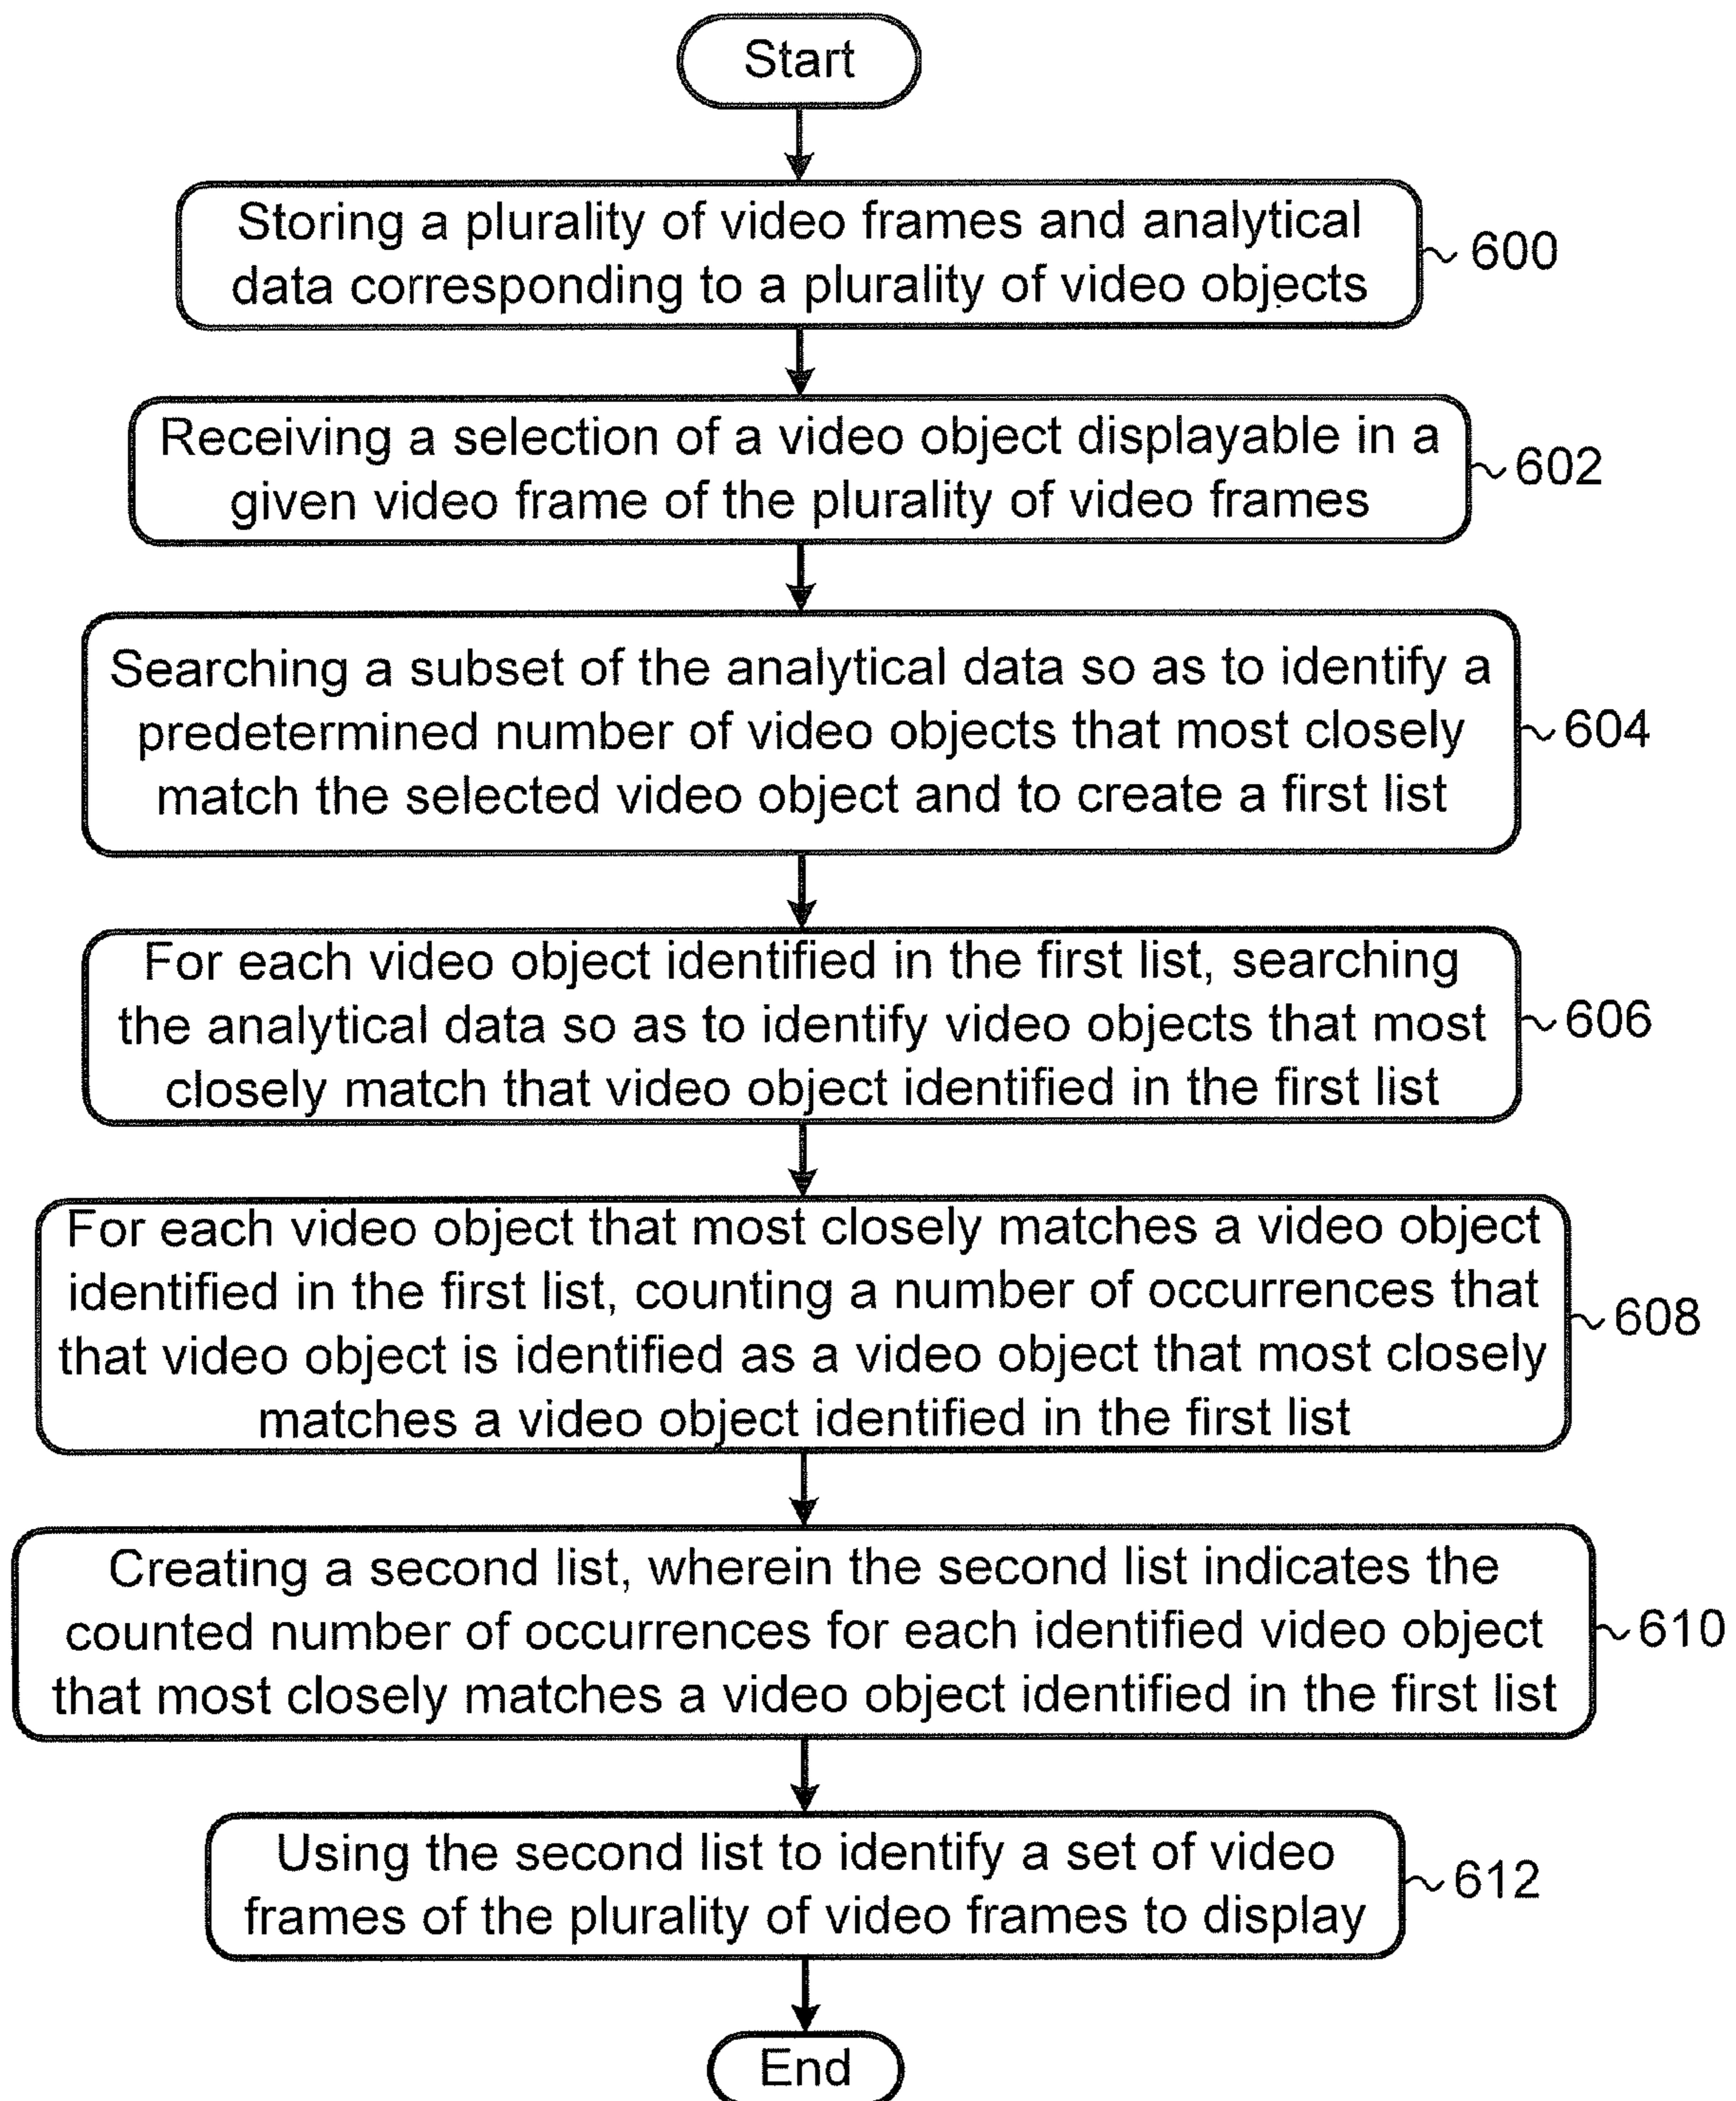 Start
Storing a plurality of video frames and analytical
data corresponding to a plurality of video objects
600
Receiving a selection of a video object displayable in a
given video frame of the plurality of video frames
602
Searching a subset of the analytical data so as to identify a
predetermined number of video objects that most closely
match the selected video object and to create a first list
604
For each video object identified in the first list, searching
the analytical data so as to identify video objects that most
closely match that video object identified in the first list
606
For each video object that most closely matches a video object
identified in the first list, counting a number of occurrences that
that video object is identified as a video object that most closely
matches a video object identified in the first list
608
Creating a second list, wherein the second list indicates the
counted number of occurrences for each identified video object
that most closely matches a video object identified in the first list
610
Using the second list to identify a set of video
frames of the plurality of video frames to display
612
End